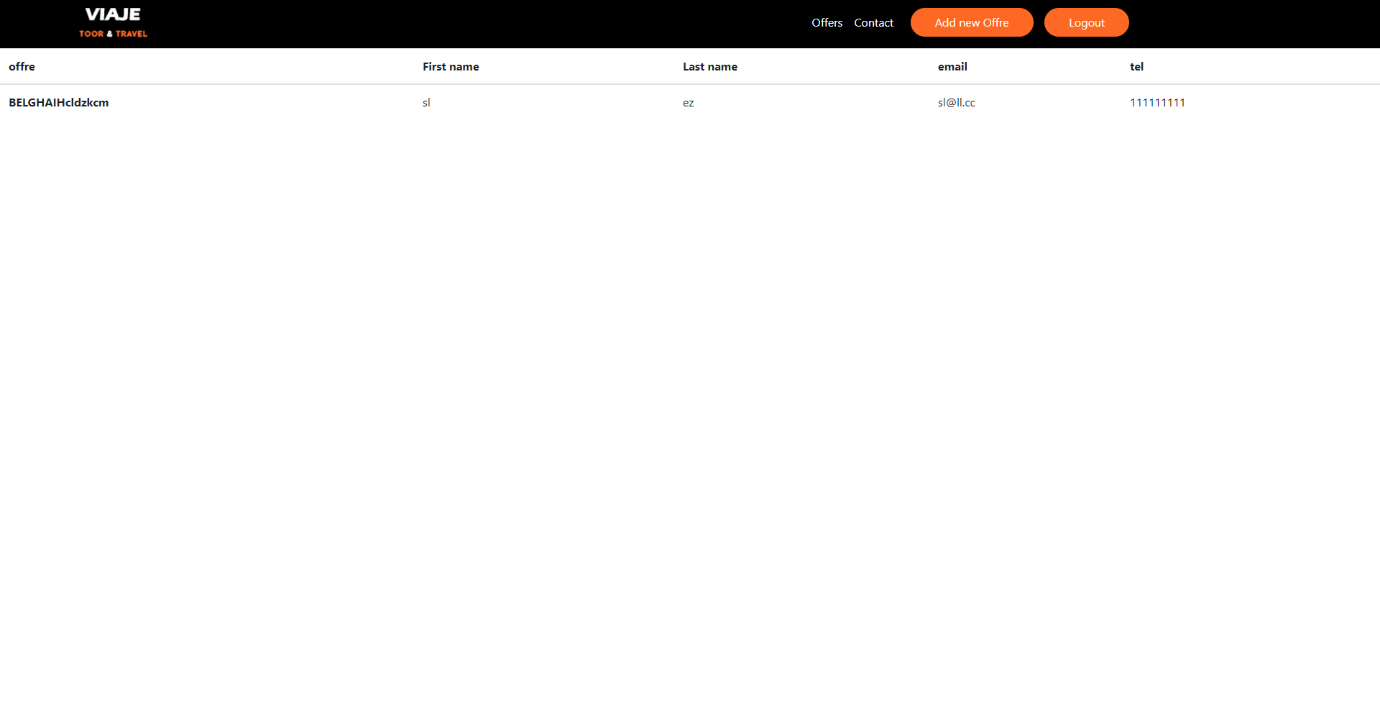 VIAJE
TOOR & TRAVEL
Offers Contact Add new Offre Logout
offre First name Last name email tel
BELGHAIHcldzkcm sl ez sl@ll.cc 111111111